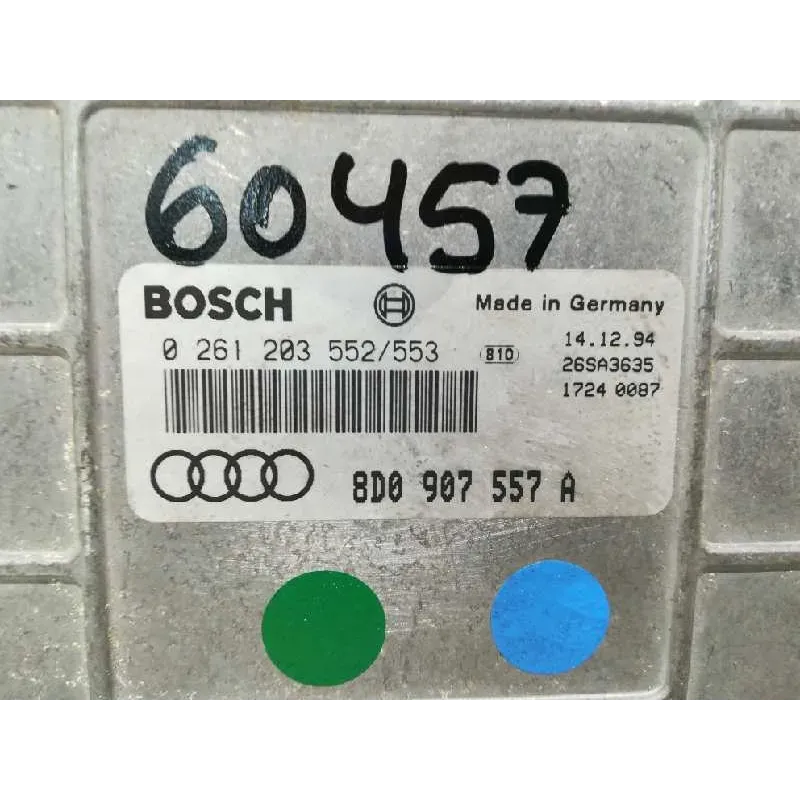 60457
BOSCH Made in Germany
0 261 203 552/553 810 14.12.94
26SA3635
1724 0087
8D0 907 557 A